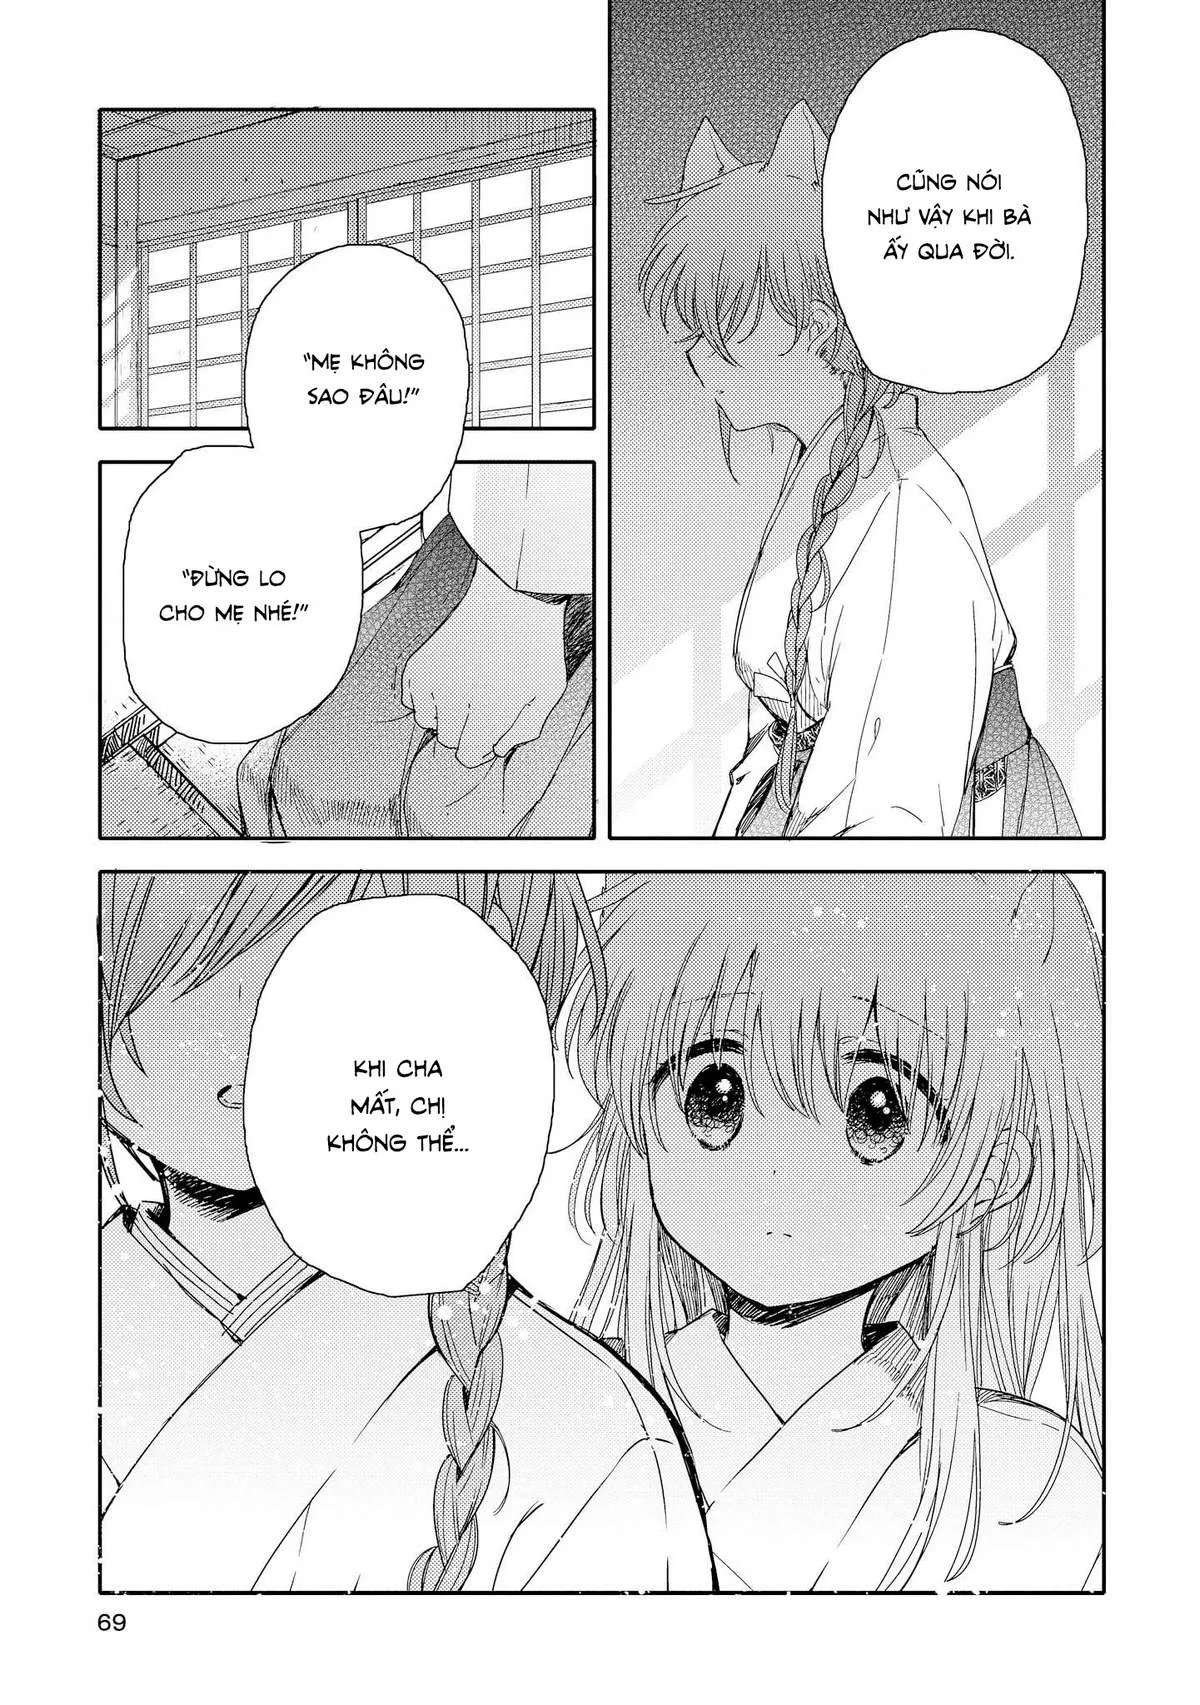 CŨNG NÓI
NHƯ VẬY KHI BÀ
ẤY QUA ĐỜI.
"MẸ KHÔNG
SAO ĐÂU!"
"ĐỪNG LO
CHO MẸ NHÉ!"
KHI CHA
MẤT, CHỊ
KHÔNG THỂ...
69